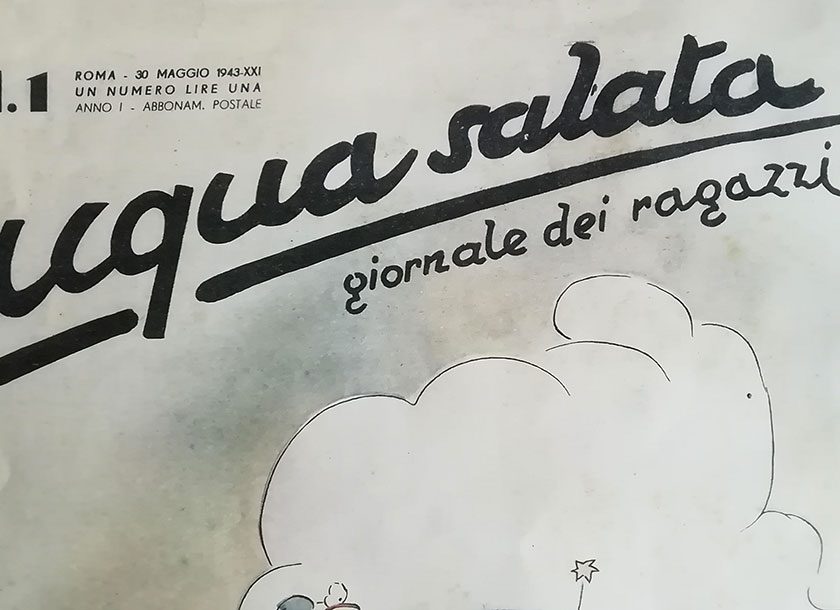 .1
ROMA - 30 MAGGIO 1943-XXI
UN NUMERO LIRE UNA
ANNO I - ABBONAM. POSTALE
cqua salata
giornale dei ragazzi